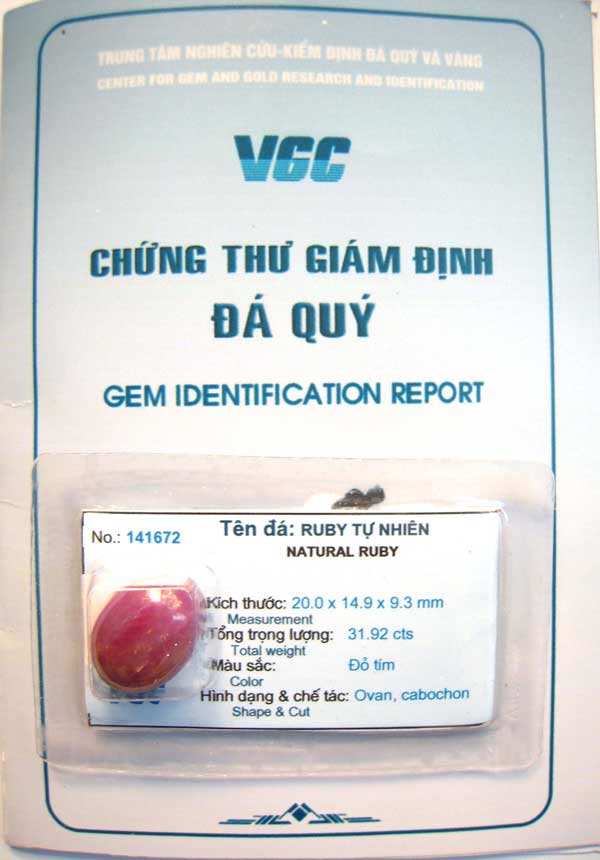 TRUNG TÂM NGHIÊN CỨU-KIỂM ĐỊNH ĐÁ QUÝ VÀ VÀNG
CENTER FOR GEM AND GOLD RESEARCH AND IDENTIFICATION
VGC
CHỨNG THƯ GIÁM ĐỊNH
ĐÁ QUÝ
GEM IDENTIFICATION REPORT
No.: 141672
Tên đá: RUBY TỰ NHIÊN
NATURAL RUBY
Kích thước: 20.0 x 14.9 x 9.3 mm
Measurement
Tổng trọng lượng: 31.92 cts
Total weight
Màu sắc: Đỏ tím
Color
Hình dạng & chế tác: Ovan, cabochon
Shape & Cut
VGC